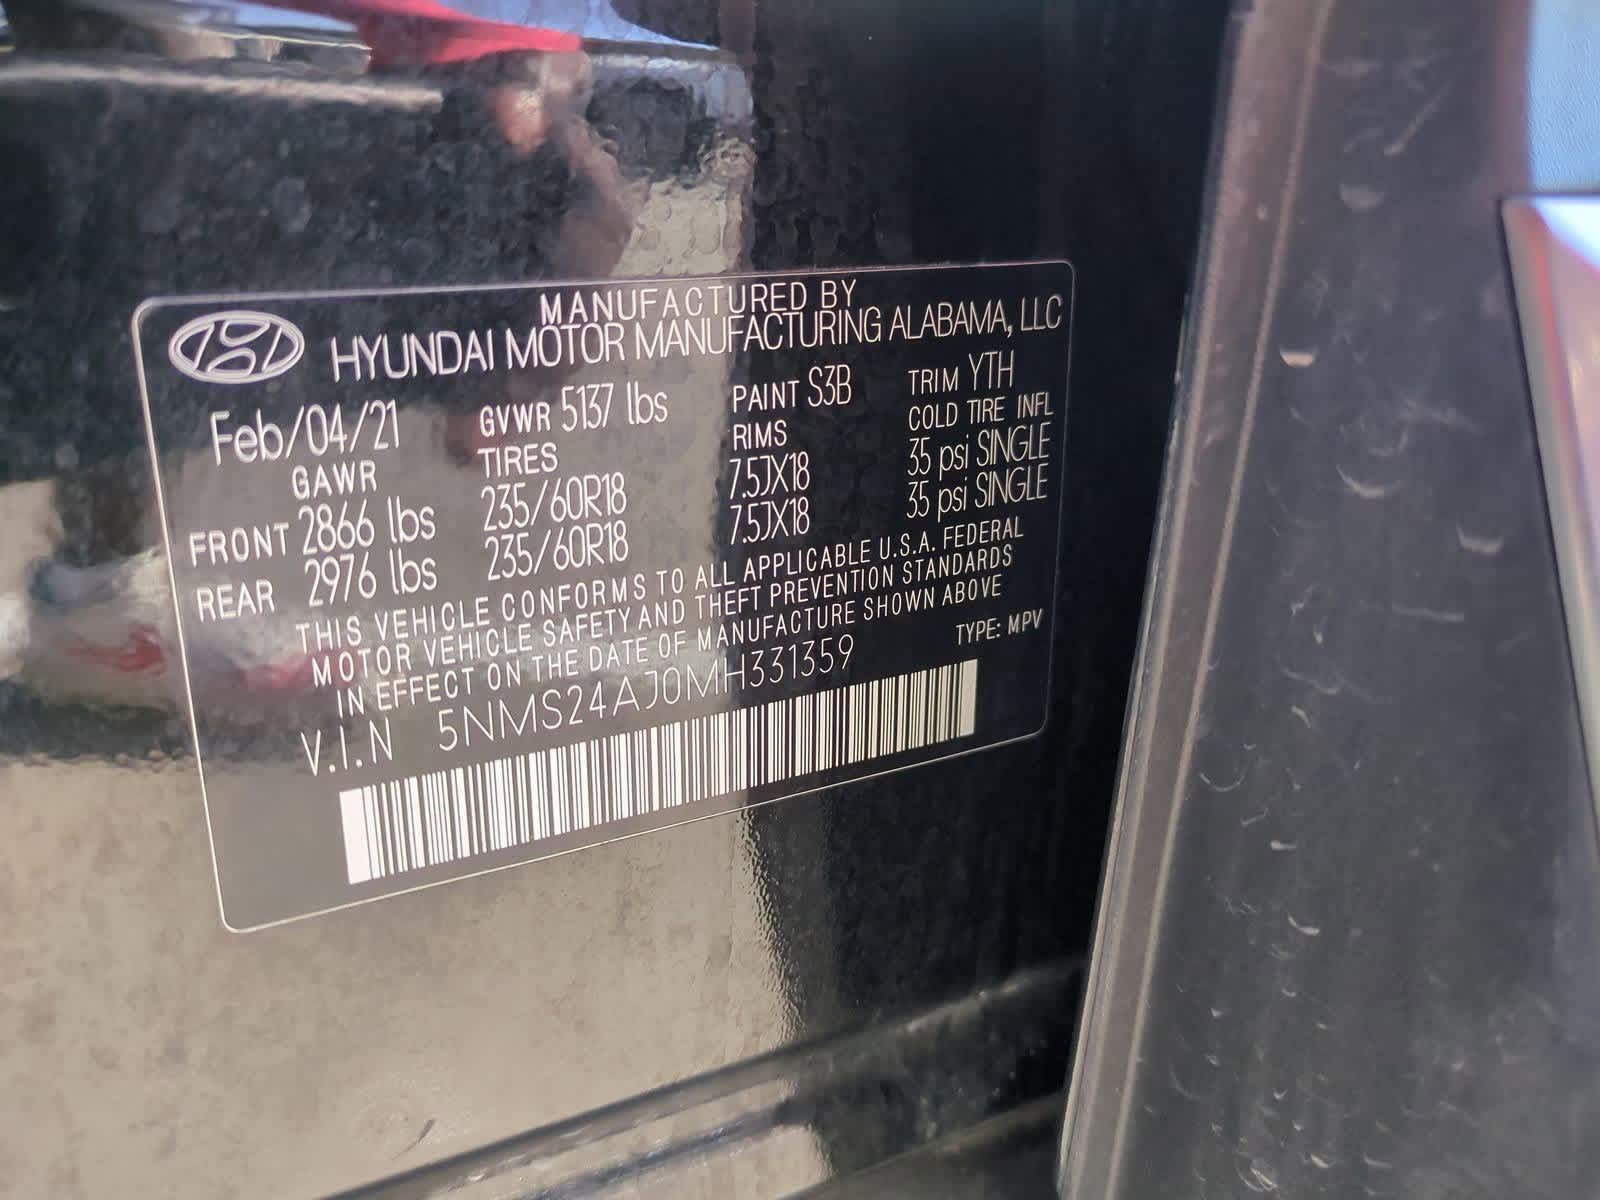 MANUFACTURED BY
HYUNDAI MOTOR MANUFACTURING ALABAMA, LLC
Feb/04/21 GVWR 5137 lbs PAINT S3B TRIM YTH
GAWR TIRES RIMS COLD TIRE INFL
FRONT 2866 lbs 235/60R18 7.5JX18 35 psi SINGLE
REAR 2976 lbs 235/60R18 7.5JX18 35 psi SINGLE
THIS VEHICLE CONFORMS TO ALL APPLICABLE U.S.A. FEDERAL
MOTOR VEHICLE SAFETY AND THEFT PREVENTION STANDARDS
IN EFFECT ON THE DATE OF MANUFACTURE SHOWN ABOVE
V.I.N 5NMS24AJ0MH331359 TYPE: MPV